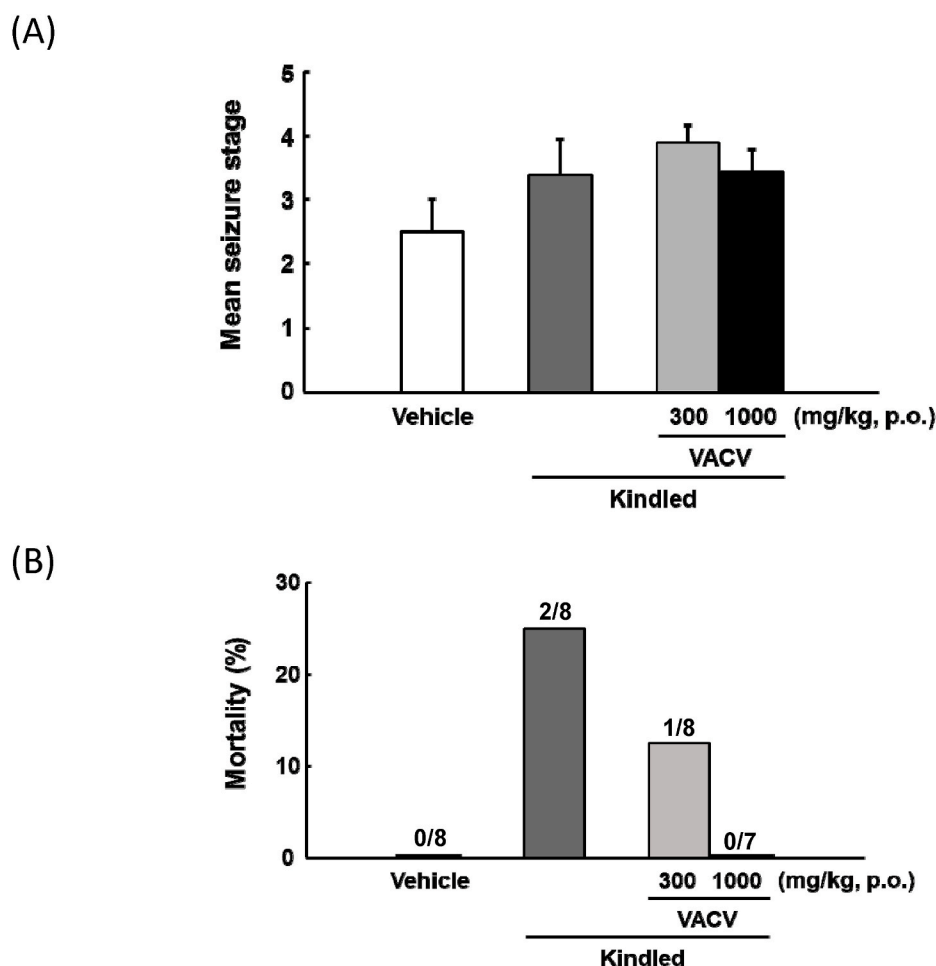 (A)
5
4
3
2
1
0
Mean seizure stage
Vehicle
300 1000 (mg/kg, p.o.)
VACV
Kindled
(B)
30
20
10
0
Mortality (%)
2/8
1/8
0/8
0/7
Vehicle
300 1000 (mg/kg, p.o.)
VACV
Kindled